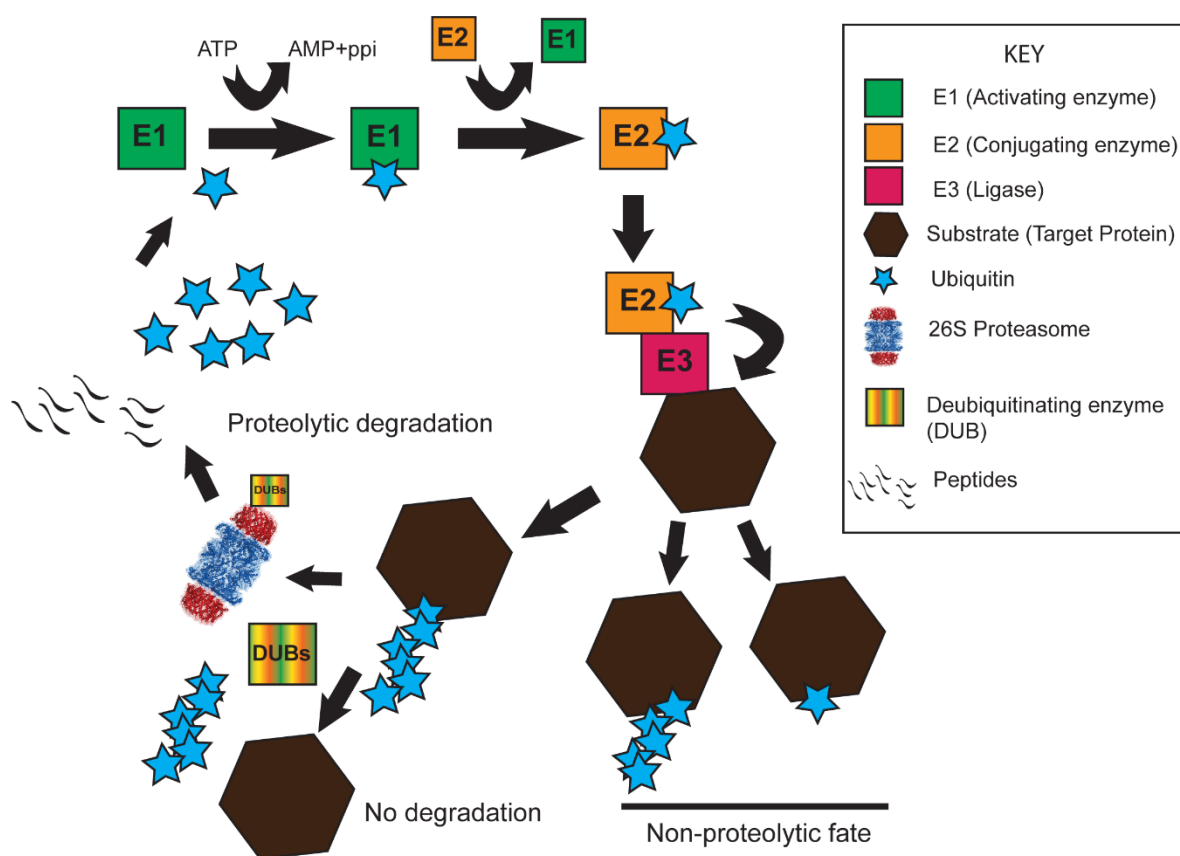 ATP
AMP+ppi
E2
E1
E1
E1
E2
E2
E3
Proteolytic degradation
DUBs
DUBs
No degradation
Non-proteolytic fate
KEY
E1 (Activating enzyme)
E2 (Conjugating enzyme)
E3 (Ligase)
Substrate (Target Protein)
Ubiquitin
26S Proteasome
Deubiquitinating enzyme
(DUB)
Peptides